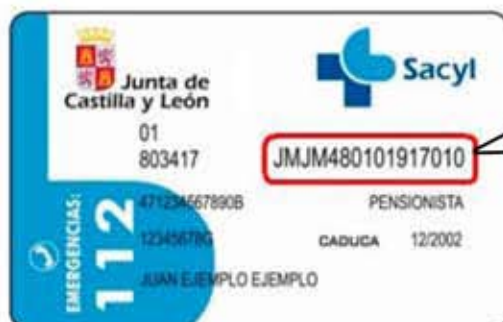 Junta de
Castilla y León
Sacyl
01
803417
JMJM480101917010
471234567890B
PENSIONISTA
12345678G
CADUCA 12/2002
JUAN EJEMPLO EJEMPLO
EMERGENCIAS:
112